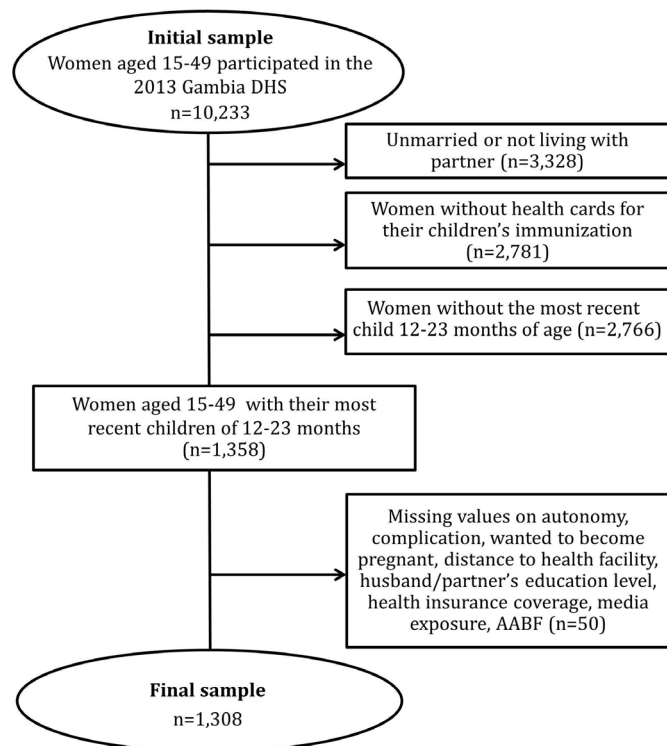 Initial sample
Women aged 15-49 participated in the
2013 Gambia DHS
n=10,233
Unmarried or not living with
partner (n=3,328)
Women without health cards for
their children's immunization
(n=2,781)
Women without the most recent
child 12-23 months of age (n=2,766)
Women aged 15-49 with their most
recent children of 12-23 months
(n=1,358)
Missing values on autonomy,
complication, wanted to become
pregnant, distance to health facility,
husband/partner's education level,
health insurance coverage, media
exposure, AABF (n=50)
Final sample
n=1,308